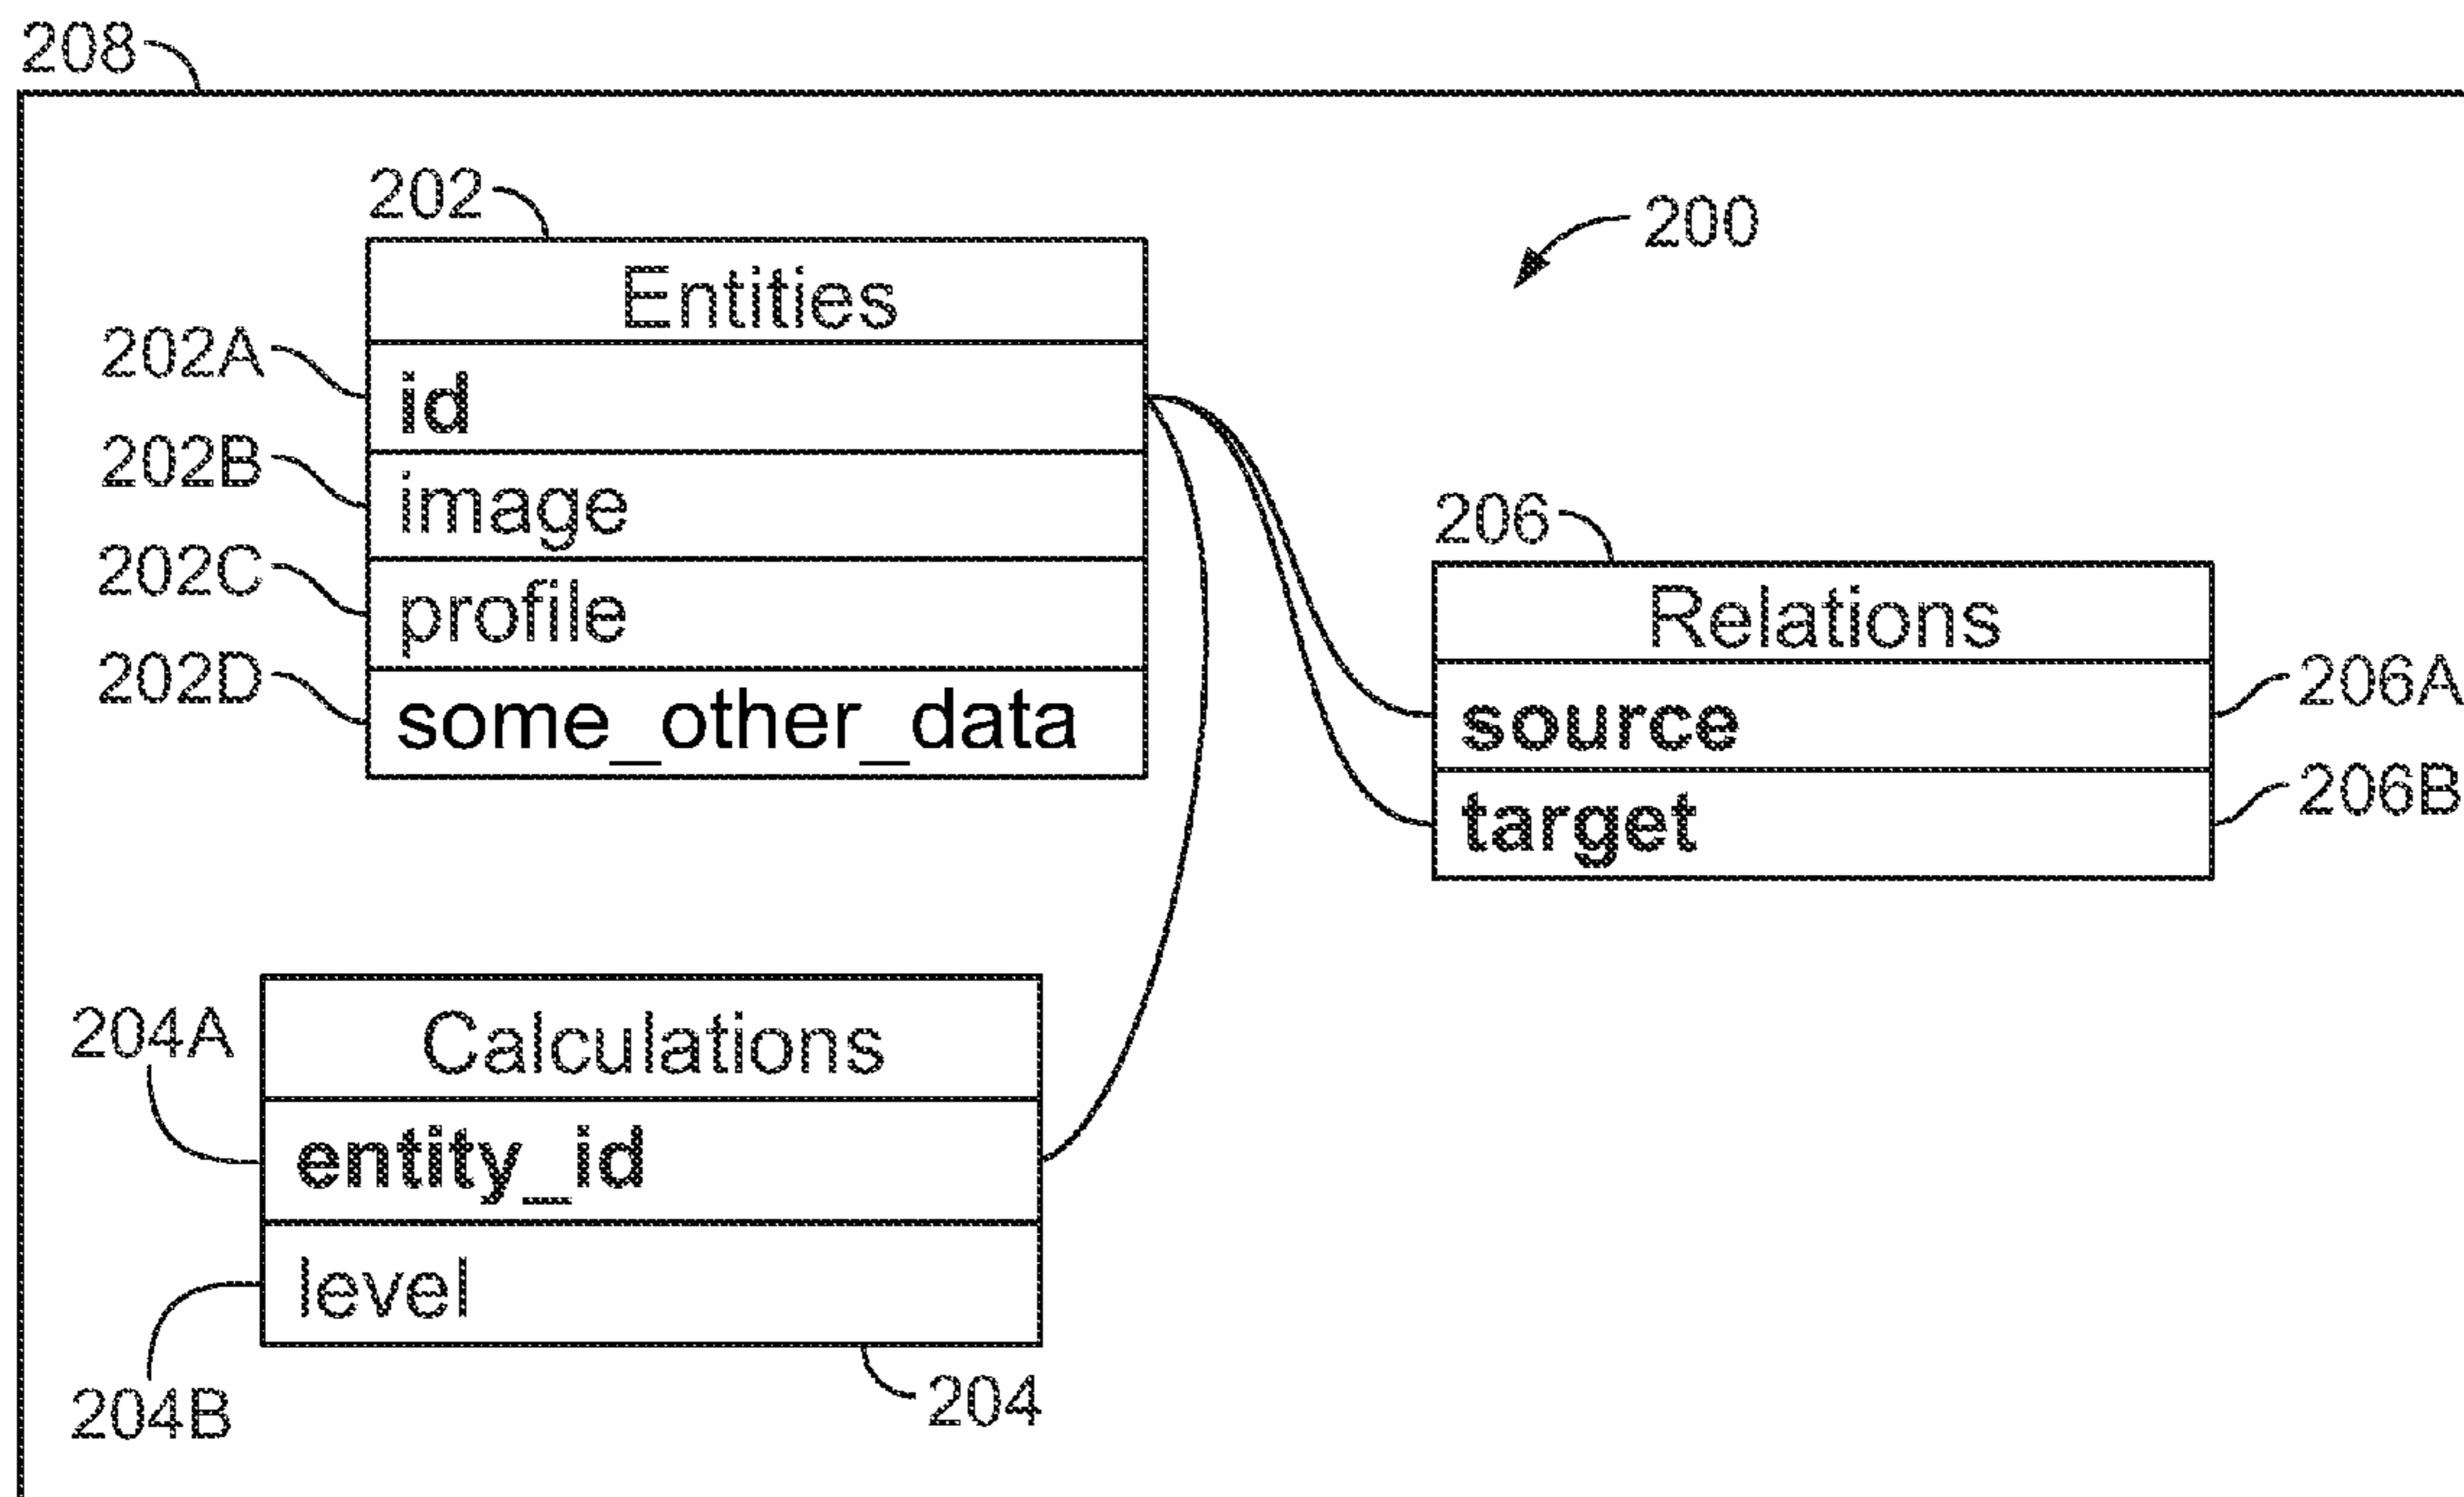 208
202
200
Entities
202A
id
202B
image
206
202C
profile
Relations
202D
some_other_data
source
206A
target
206B
204A
Calculations
entity_id
level
204B
204